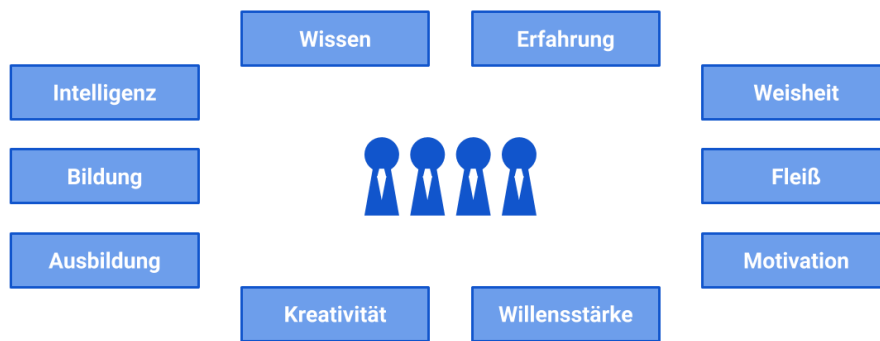 Wissen
Erfahrung
Intelligenz
Weisheit
Bildung
Fleiß
Ausbildung
Motivation
Kreativität
Willensstärke